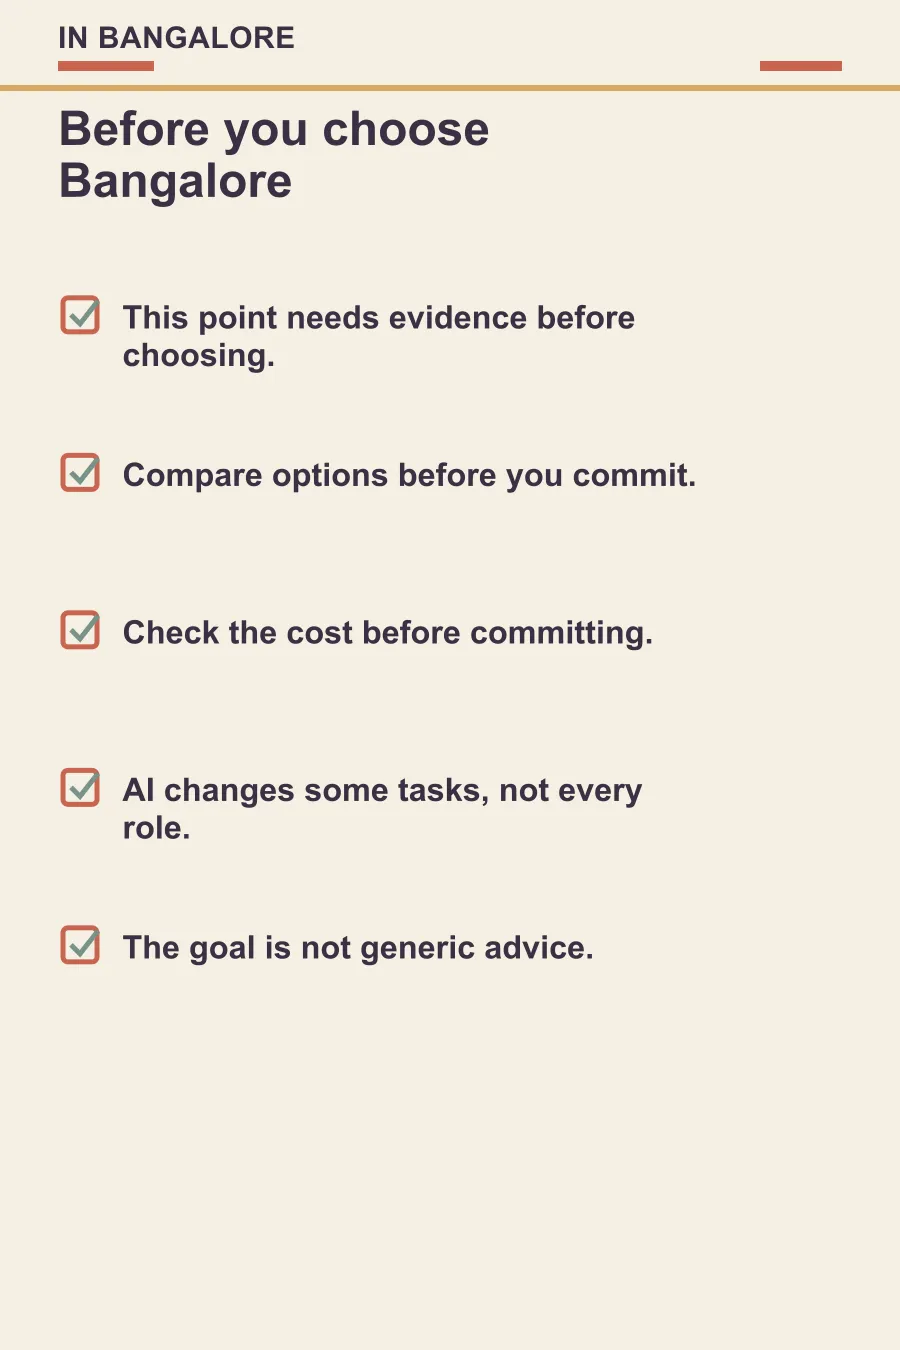 IN BANGALORE
Before you choose
Bangalore
This point needs evidence before
choosing.
Compare options before you commit.
Check the cost before committing.
AI changes some tasks, not every
role.
The goal is not generic advice.